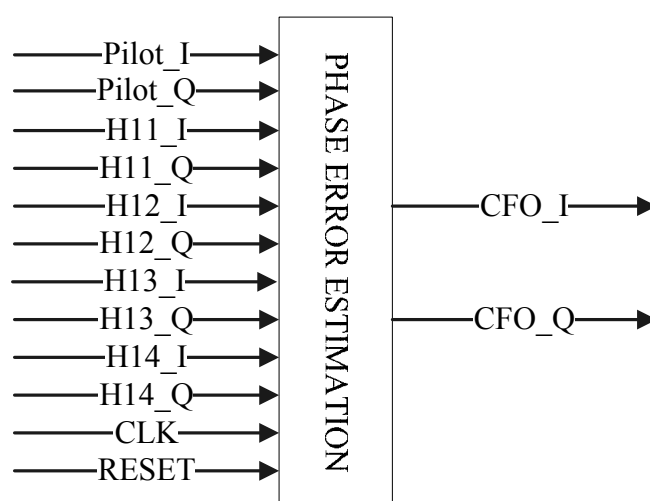 Pilot_I
Pilot_Q
H11_I
H11_Q
H12_I
H12_Q
H13_I
H13_Q
H14_I
H14_Q
CLK
RESET
PHASE ERROR ESTIMATION
CFO_I
CFO_Q